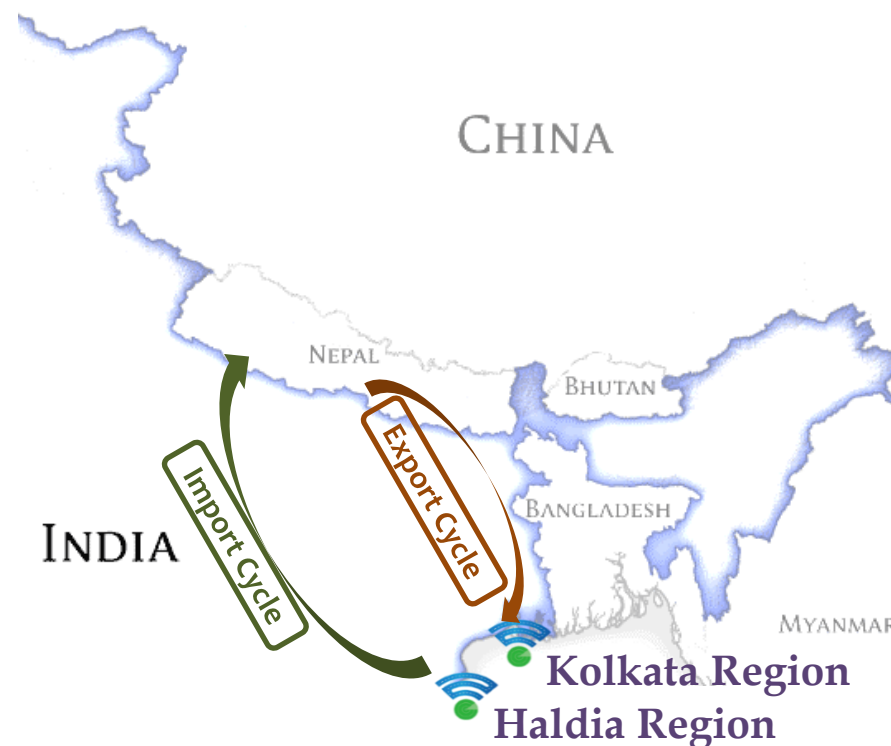 CHINA
NEPAL
BHUTAN
Export Cycle
Import Cycle
BANGLADESH
INDIA
MYANMAR
Kolkata Region
Haldia Region